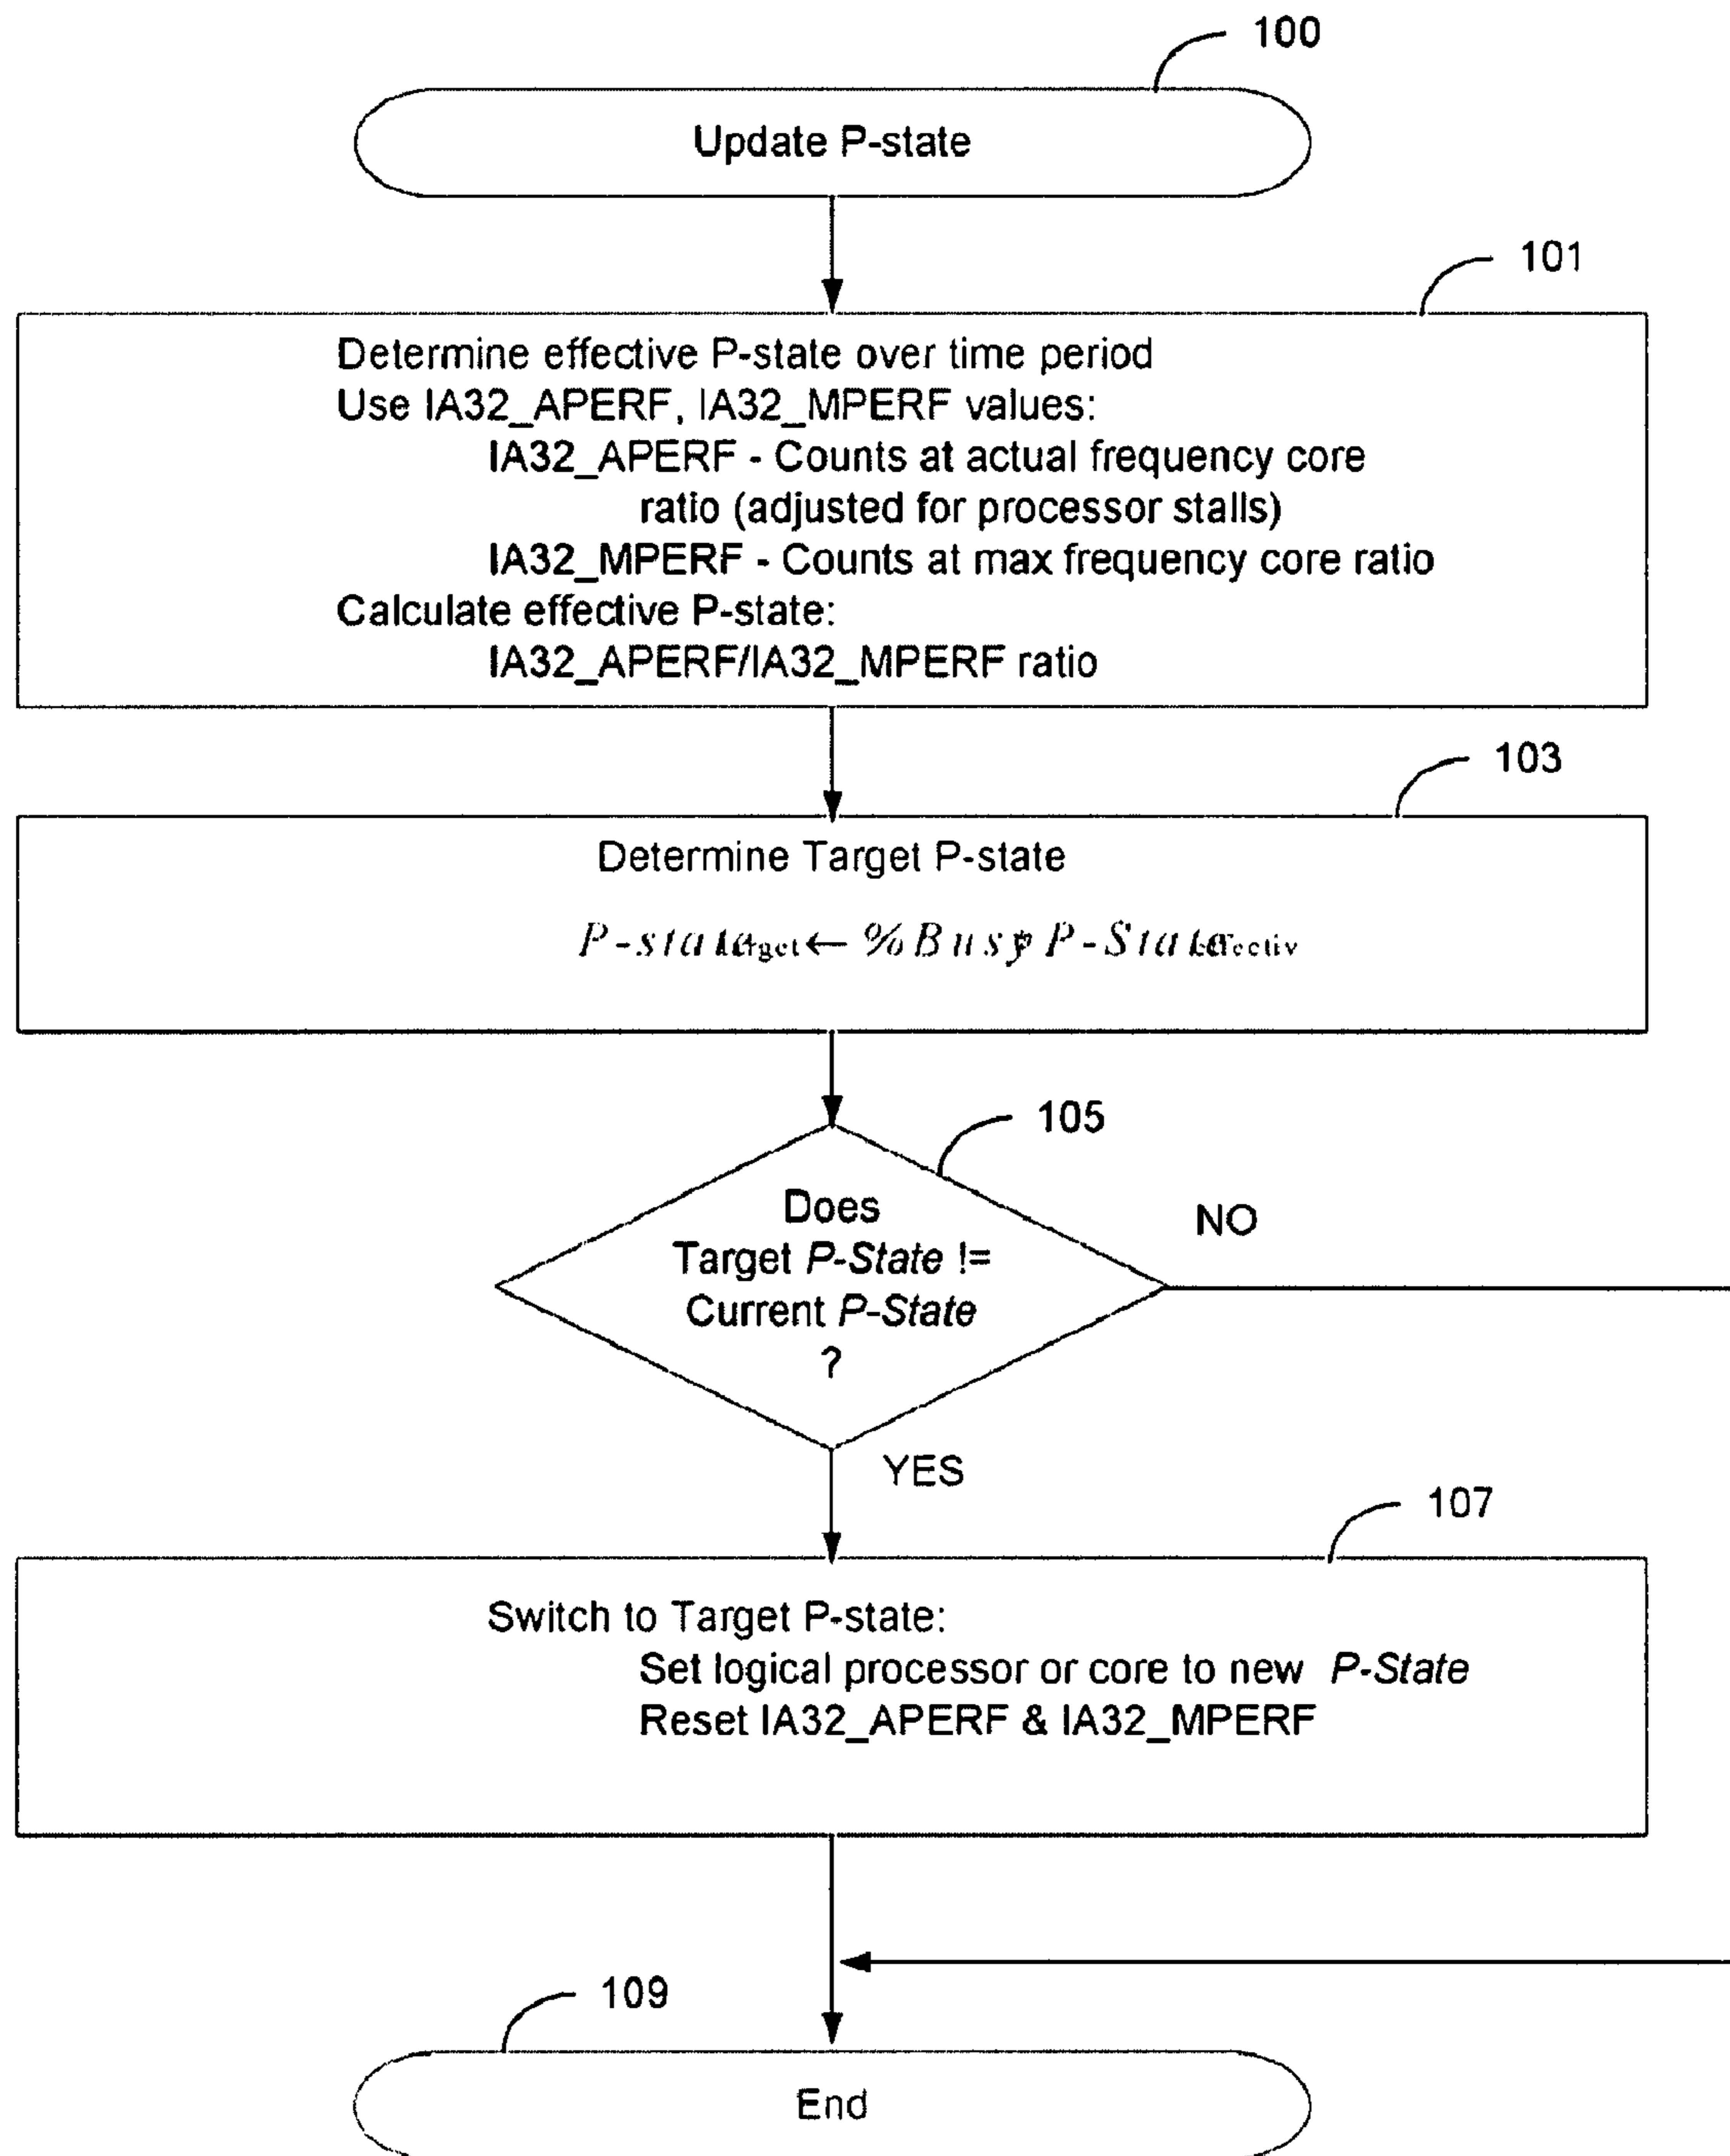 100
Update P-state
101
Determine effective P-state over time period
Use IA32_APERF, IA32_MPERF values:
IA32_APERF - Counts at actual frequency core
ratio (adjusted for processor stalls)
IA32_MPERF - Counts at max frequency core ratio
Calculate effective P-state:
IA32_APERF/IA32_MPERF ratio
103
Determine Target P-state
← %Busy
105
Does
Target P-State !=
Current P-State
?
NO
YES
107
Switch to Target P-state:
Set logical processor or core to new P-State
Reset IA32_APERF & IA32_MPERF
109
End